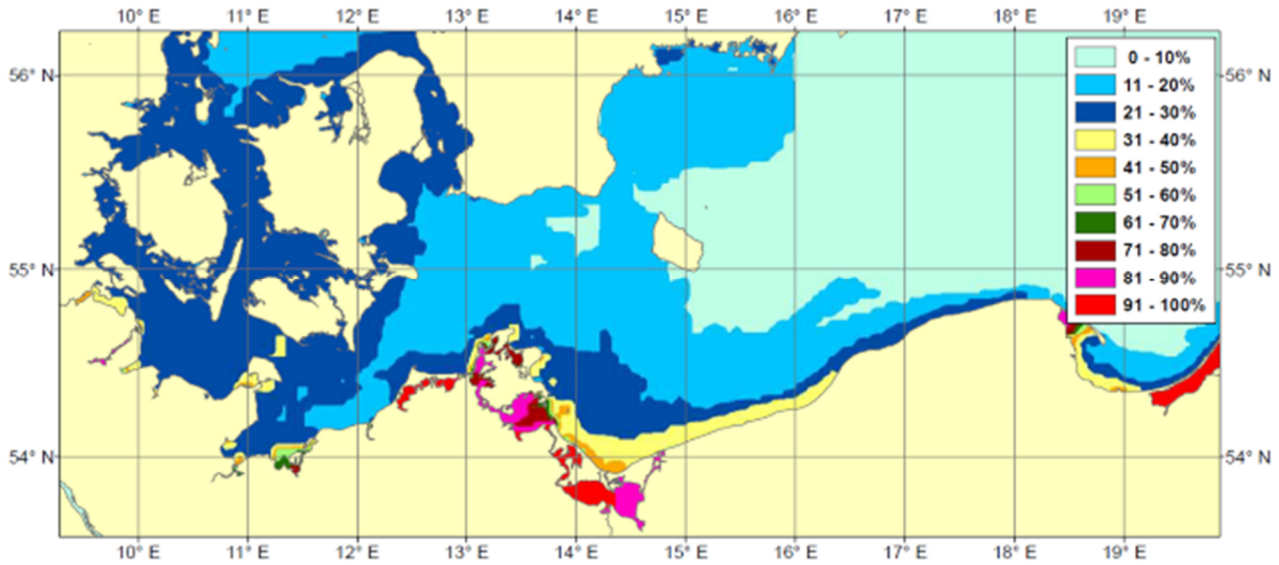 10° E 11° E 12° E 13° E 14° E 15° E 16° E 17° E 18° E 19° E
0 - 10%
56° N 56° N
11 - 20%
21 - 30%
31 - 40%
41 - 50%
51 - 60%
61 - 70%
71 - 80%
55° N 55° N
81 - 90%
91 - 100%
54° N 54° N
10° E 11° E 12° E 13° E 14° E 15° E 16° E 17° E 18° E 19° E